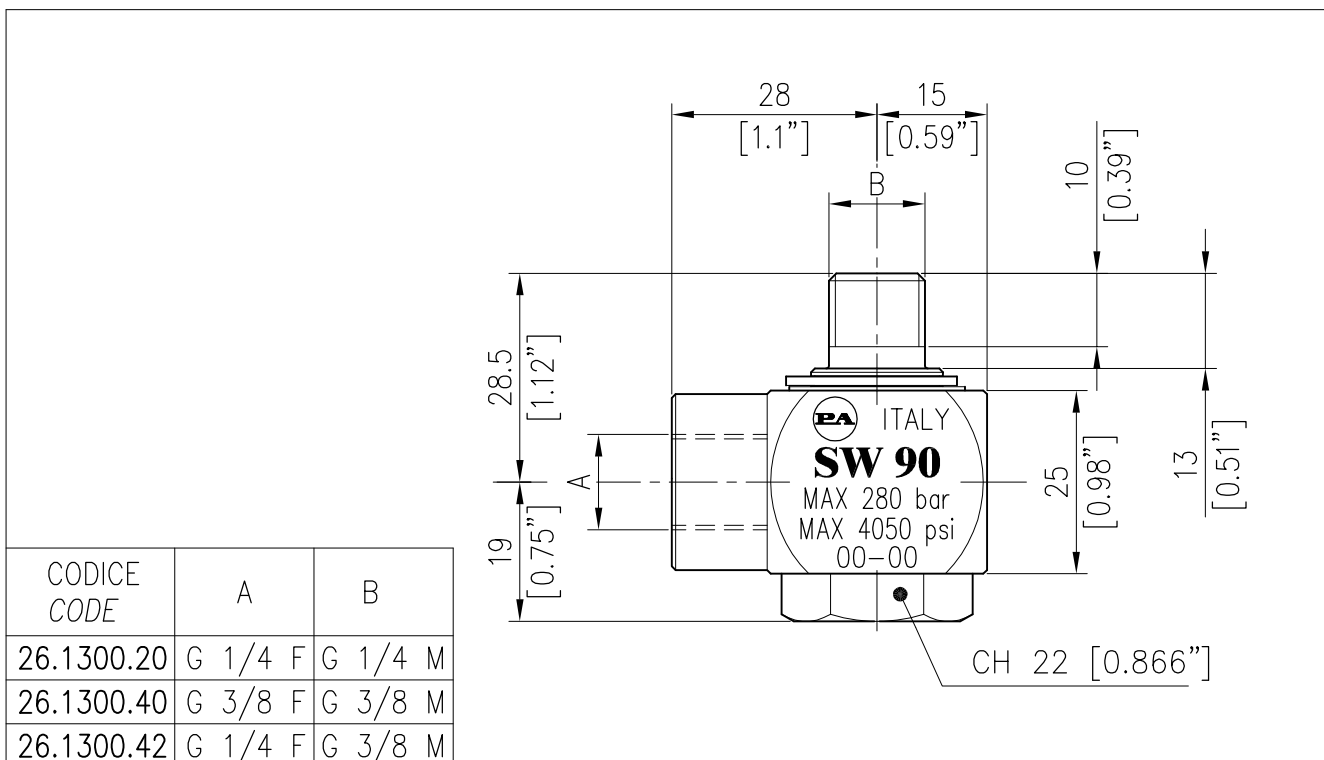 28
[1.1”]
15
[0.59”]
10
[0.39”]
B
28.5
[1.12”]
PA ITALY
SW 90
MAX 280 bar
MAX 4050 psi
00-00
A
25
[0.98”]
13
[0.51”]
19
[0.75”]
CH 22 [0.866”]
CODICE
CODE
A
B
26.1300.20 G 1/4 F G 1/4 M
26.1300.40 G 3/8 F G 3/8 M
26.1300.42 G 1/4 F G 3/8 M